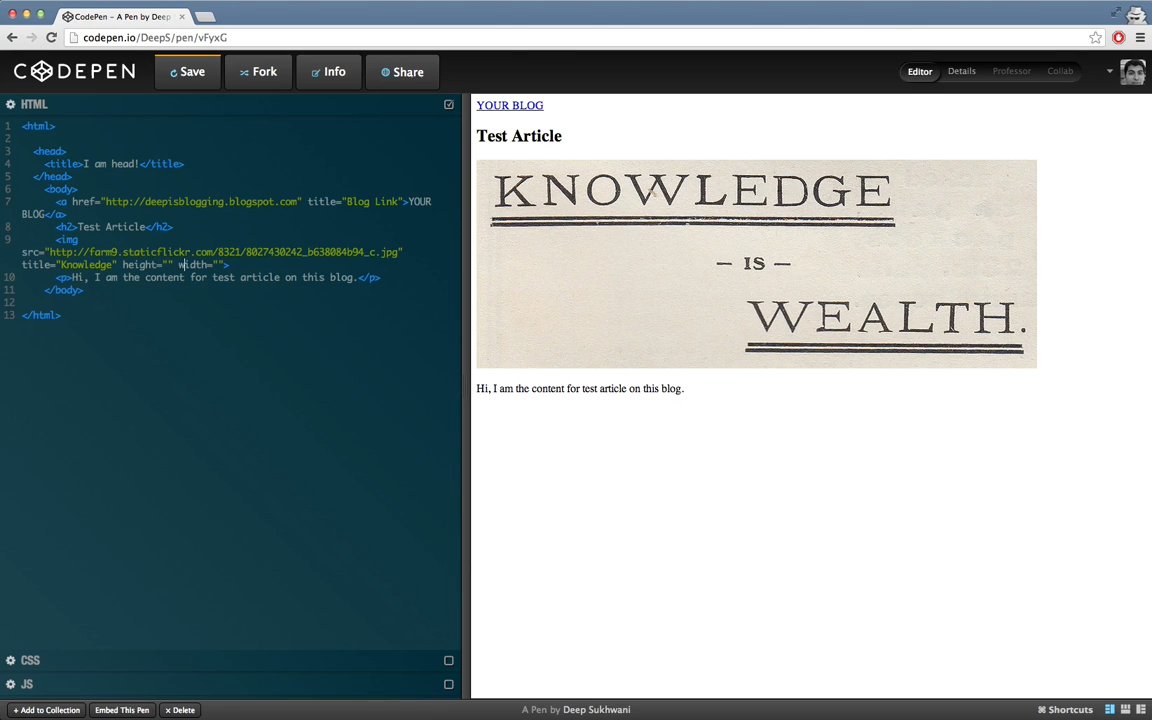 CodePen - A Pen by Deep
codepen.io/DeepS/pen/vFyxG
CODEPEN
Save
Fork
Info
Share
Editor
Details
Professor
Collab
HTML
1 <html>
2
3 <head>
4 <title>I am head!</title>
5 </head>
6 <body>
7 <a href="http://deepisblogging.blogspot.com" title="Blog Link">YOUR
BLOG</a>
8 <h2>Test Article</h2>
9 <img
src="http://farm9.staticflickr.com/8321/8027430242_b638084b94_c.jpg"
title="Knowledge" height="" width="">
10 <p>Hi, I am the content for test article on this blog.</p>
11 </body>
12
13 </html>
YOUR BLOG
Test Article
KNOWLEDGE
— IS —
WEALTH.
Hi, I am the content for test article on this blog.
CSS
JS
+ Add to Collection
Embed This Pen
x Delete
A Pen by Deep Sukhwani
⌘ Shortcuts